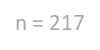 n = 217